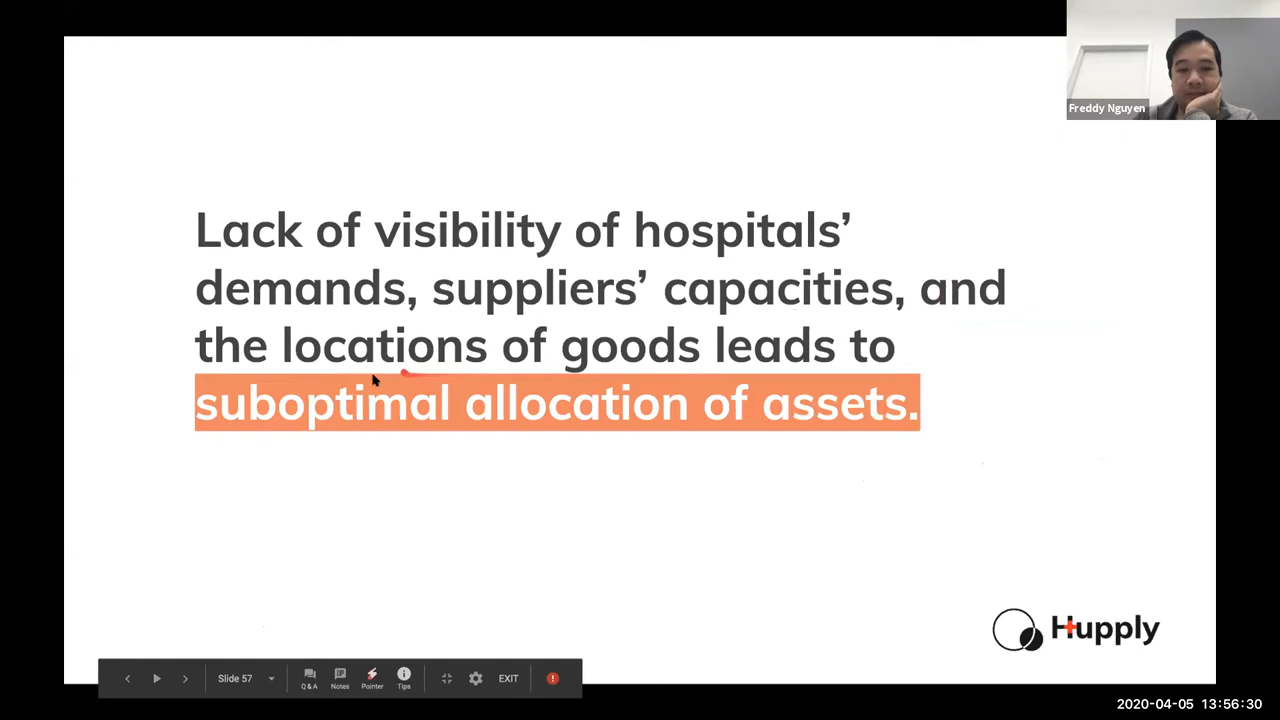 Freddy Nguyen
Lack of visibility of hospitals’
demands, suppliers’ capacities, and
the locations of goods leads to
suboptimal allocation of assets.
Hupply
Slide 57
Q & A
Notes
Pointer
Tips
EXIT
2020-04-05 13:56:30